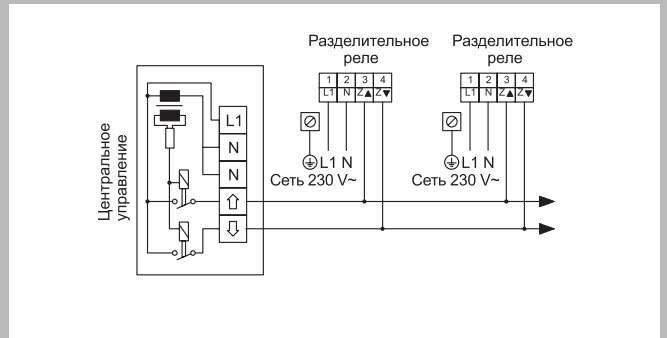 Разделительное
реле
Разделительное
реле
1 2 3 4
L1 N Z▲ Z▼
1 2 3 4
L1 N Z▲ Z▼
Центральное
управление
L1
N
N
⇧
⇩
L1 N
Сеть 230 V~
L1 N
Сеть 230 V~